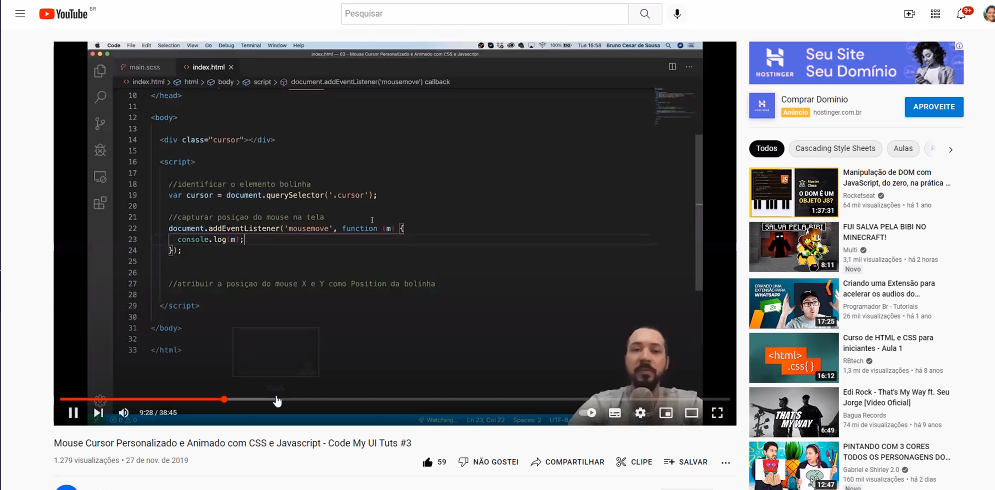 YouTube BR
Pesquisar
9+
Code File Edit Selection View Go Debug Terminal Window Help
100% Tue 16:58 Bruno Cesar de Sousa
index.html — 03 - Mouse Cursor Personalizado e Animado com CSS e Javascript
main.scss index.html ×
index.html > html > body > script > document.addEventListener('mousemove') callback
10 </head>
11
12 <body>
13
14 <div class="cursor"></div>
15
16 <script>
17
18 //identificar o elemento bolinha
19 var cursor = document.querySelector('.cursor');
20
21 //capturar posiçao do mouse na tela
22 document.addEventListener('mousemove', function (m) {
23 console.log(m);
24 });
25
26
27 //atribuir a posiçao do mouse X e Y como Position da bolinha
28
29 </script>
30
31 </body>
32
33 </html>
9:28 / 38:45
Watching... Ln 23, Col 22 Spaces: 2
Mouse Cursor Personalizado e Animado com CSS e Javascript - Code My UI Tuts #3
1.279 visualizações • 27 de nov. de 2019
59 NÃO GOSTEI COMPARTILHAR CLIPE SALVAR ...
HOSTINGER
Seu Site
Seu Domínio
HOSTINGER
Comprar Domínio
Anúncio hostinger.com.br
APROVEITE
Todos Cascading Style Sheets Aulas
O DOM É UM
OBJETO JS?
1:37:31
Manipulação de DOM com
JavaScript, do zero, na prática ...
Rocketseat
64 mil visualizações • há 1 ano
SALVA PELA BIBI
8:11
FUI SALVA PELA BIBI NO
MINECRAFT!
Multi
3,1 mil visualizações • há 2 horas
Novo
CRIANDO UMA
EXTENSÃO PARA
WHATSAPP
17:25
Criando uma Extensão para
acelerar os audios do...
Programador Br - Tutoriais
26 mil visualizações • há 1 ano
<html>
.css{}
16:12
Curso de HTML e CSS para
iniciantes - Aula 1
RBtech
1,3 mi de visualizações • há 8 anos
THAT'S
MY WAY
6:49
Edi Rock - That's My Way ft. Seu
Jorge [Video Oficial]
Bagua Records
74 mi de visualizações • há 9 anos
12:47
PINTANDO COM 3 CORES
TODOS OS PERSONAGENS DO...
Gabriel e Shirley 2.0
160 mil visualizações • há 2 dias
Novo